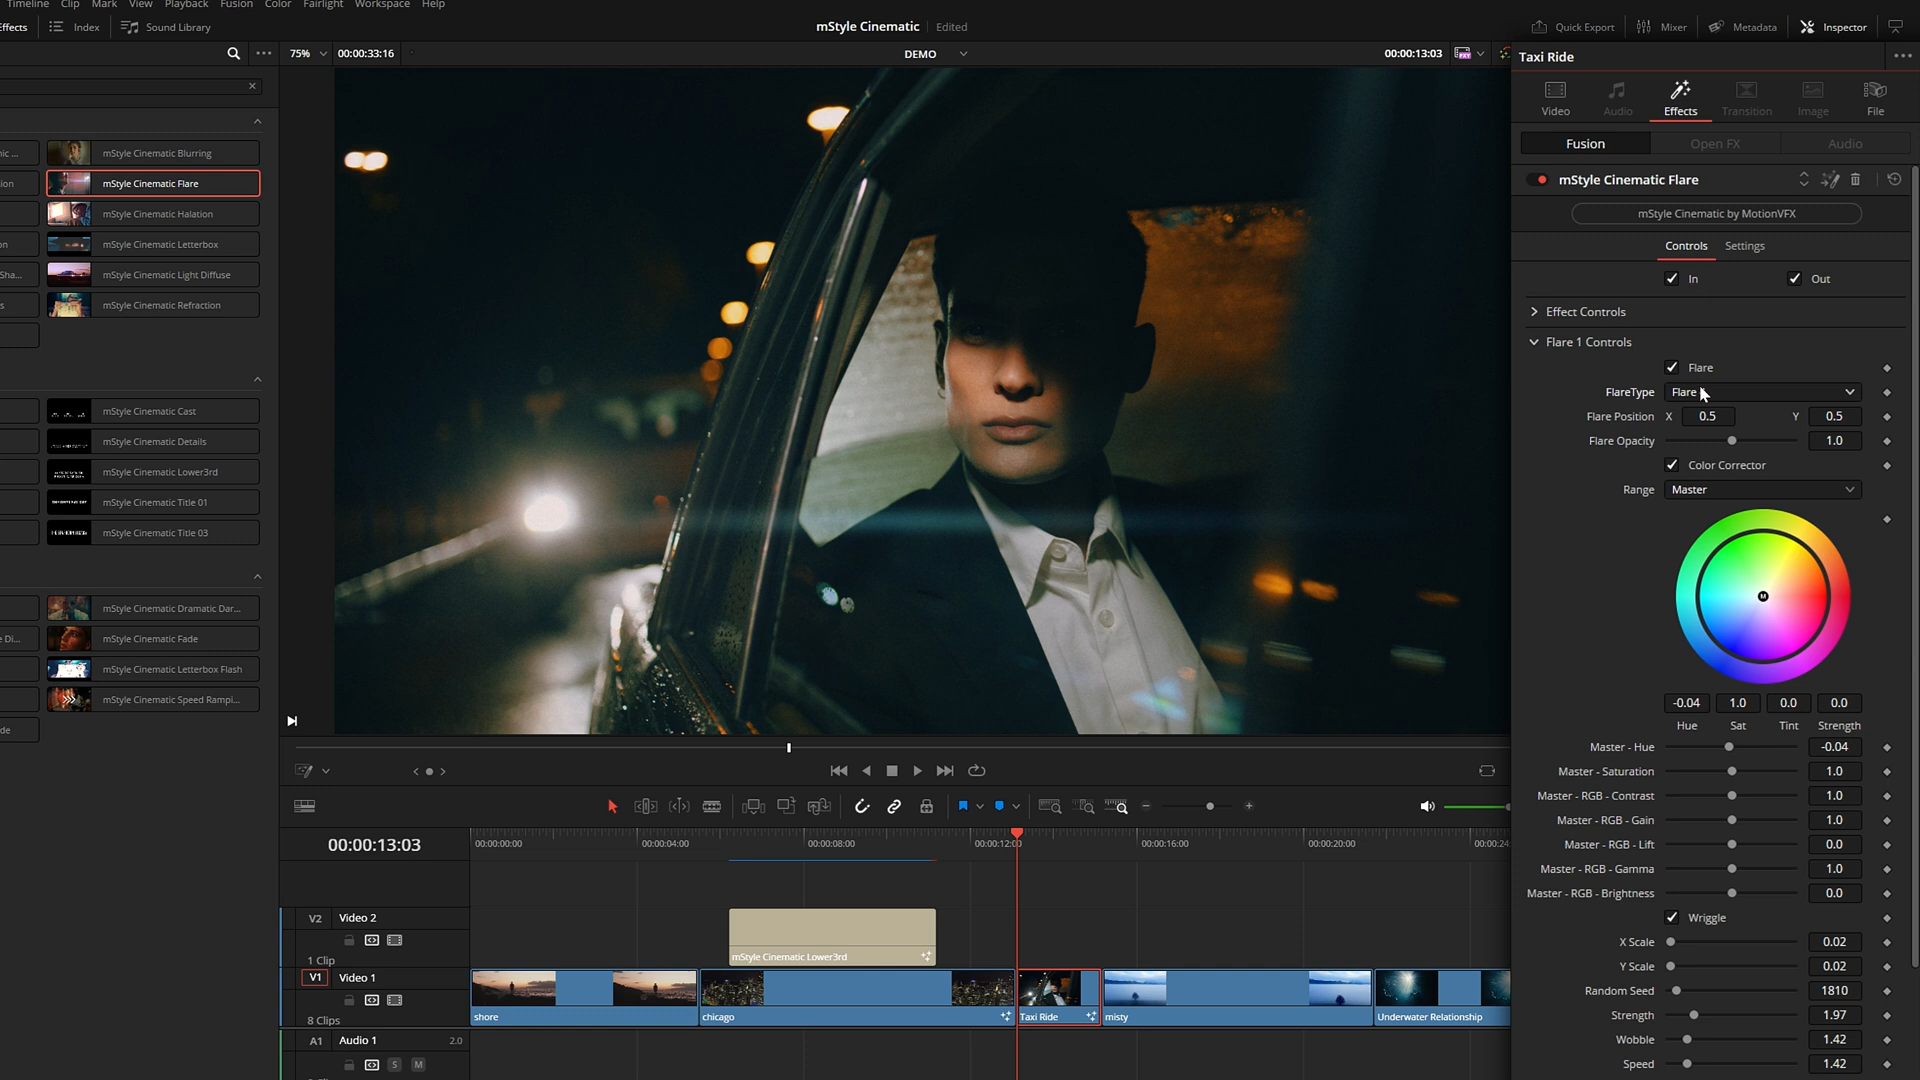 Timeline Clip Mark View Playback Fusion Color Fairlight Workspace Help
Effects Index Sound Library
mStyle Cinematic Edited
Quick Export Mixer Metadata Inspector
75% 00:00:33:16
DEMO
00:00:13:03
mStyle Cinematic Blurring
mStyle Cinematic Flare
mStyle Cinematic Halation
mStyle Cinematic Letterbox
mStyle Cinematic Light Diffuse
mStyle Cinematic Refraction
mStyle Cinematic Cast
mStyle Cinematic Details
mStyle Cinematic Lower3rd
mStyle Cinematic Title 01
mStyle Cinematic Title 03
mStyle Cinematic Dramatic Dar...
mStyle Cinematic Fade
mStyle Cinematic Letterbox Flash
mStyle Cinematic Speed Rampi...
Taxi Ride
Video Audio Effects Transition Image File
Fusion Open FX Audio
mStyle Cinematic Flare
mStyle Cinematic by MotionVFX
Controls Settings
In Out
Effect Controls
Flare 1 Controls
Flare
FlareType Flare
Flare Position X 0.5 Y 0.5
Flare Opacity 1.0
Color Corrector
Range Master
-0.04 1.0 0.0 0.0
Hue Sat Tint Strength
Master - Hue -0.04
Master - Saturation 1.0
Master - RGB - Contrast 1.0
Master - RGB - Gain 1.0
Master - RGB - Lift 0.0
Master - RGB - Gamma 1.0
Master - RGB - Brightness 0.0
Wriggle
X Scale 0.02
Y Scale 0.02
Random Seed 1810
Strength 1.97
Wobble 1.42
Speed 1.42
00:00:13:03
00:00:00:00 00:00:04:00 00:00:08:00 00:00:12:00 00:00:16:00 00:00:20:00 00:00:24:
V2 Video 2
1 Clip
mStyle Cinematic Lower3rd
V1 Video 1
8 Clips
shore chicago Taxi Ride misty Underwater Relationship
A1 Audio 1 2.0
S M